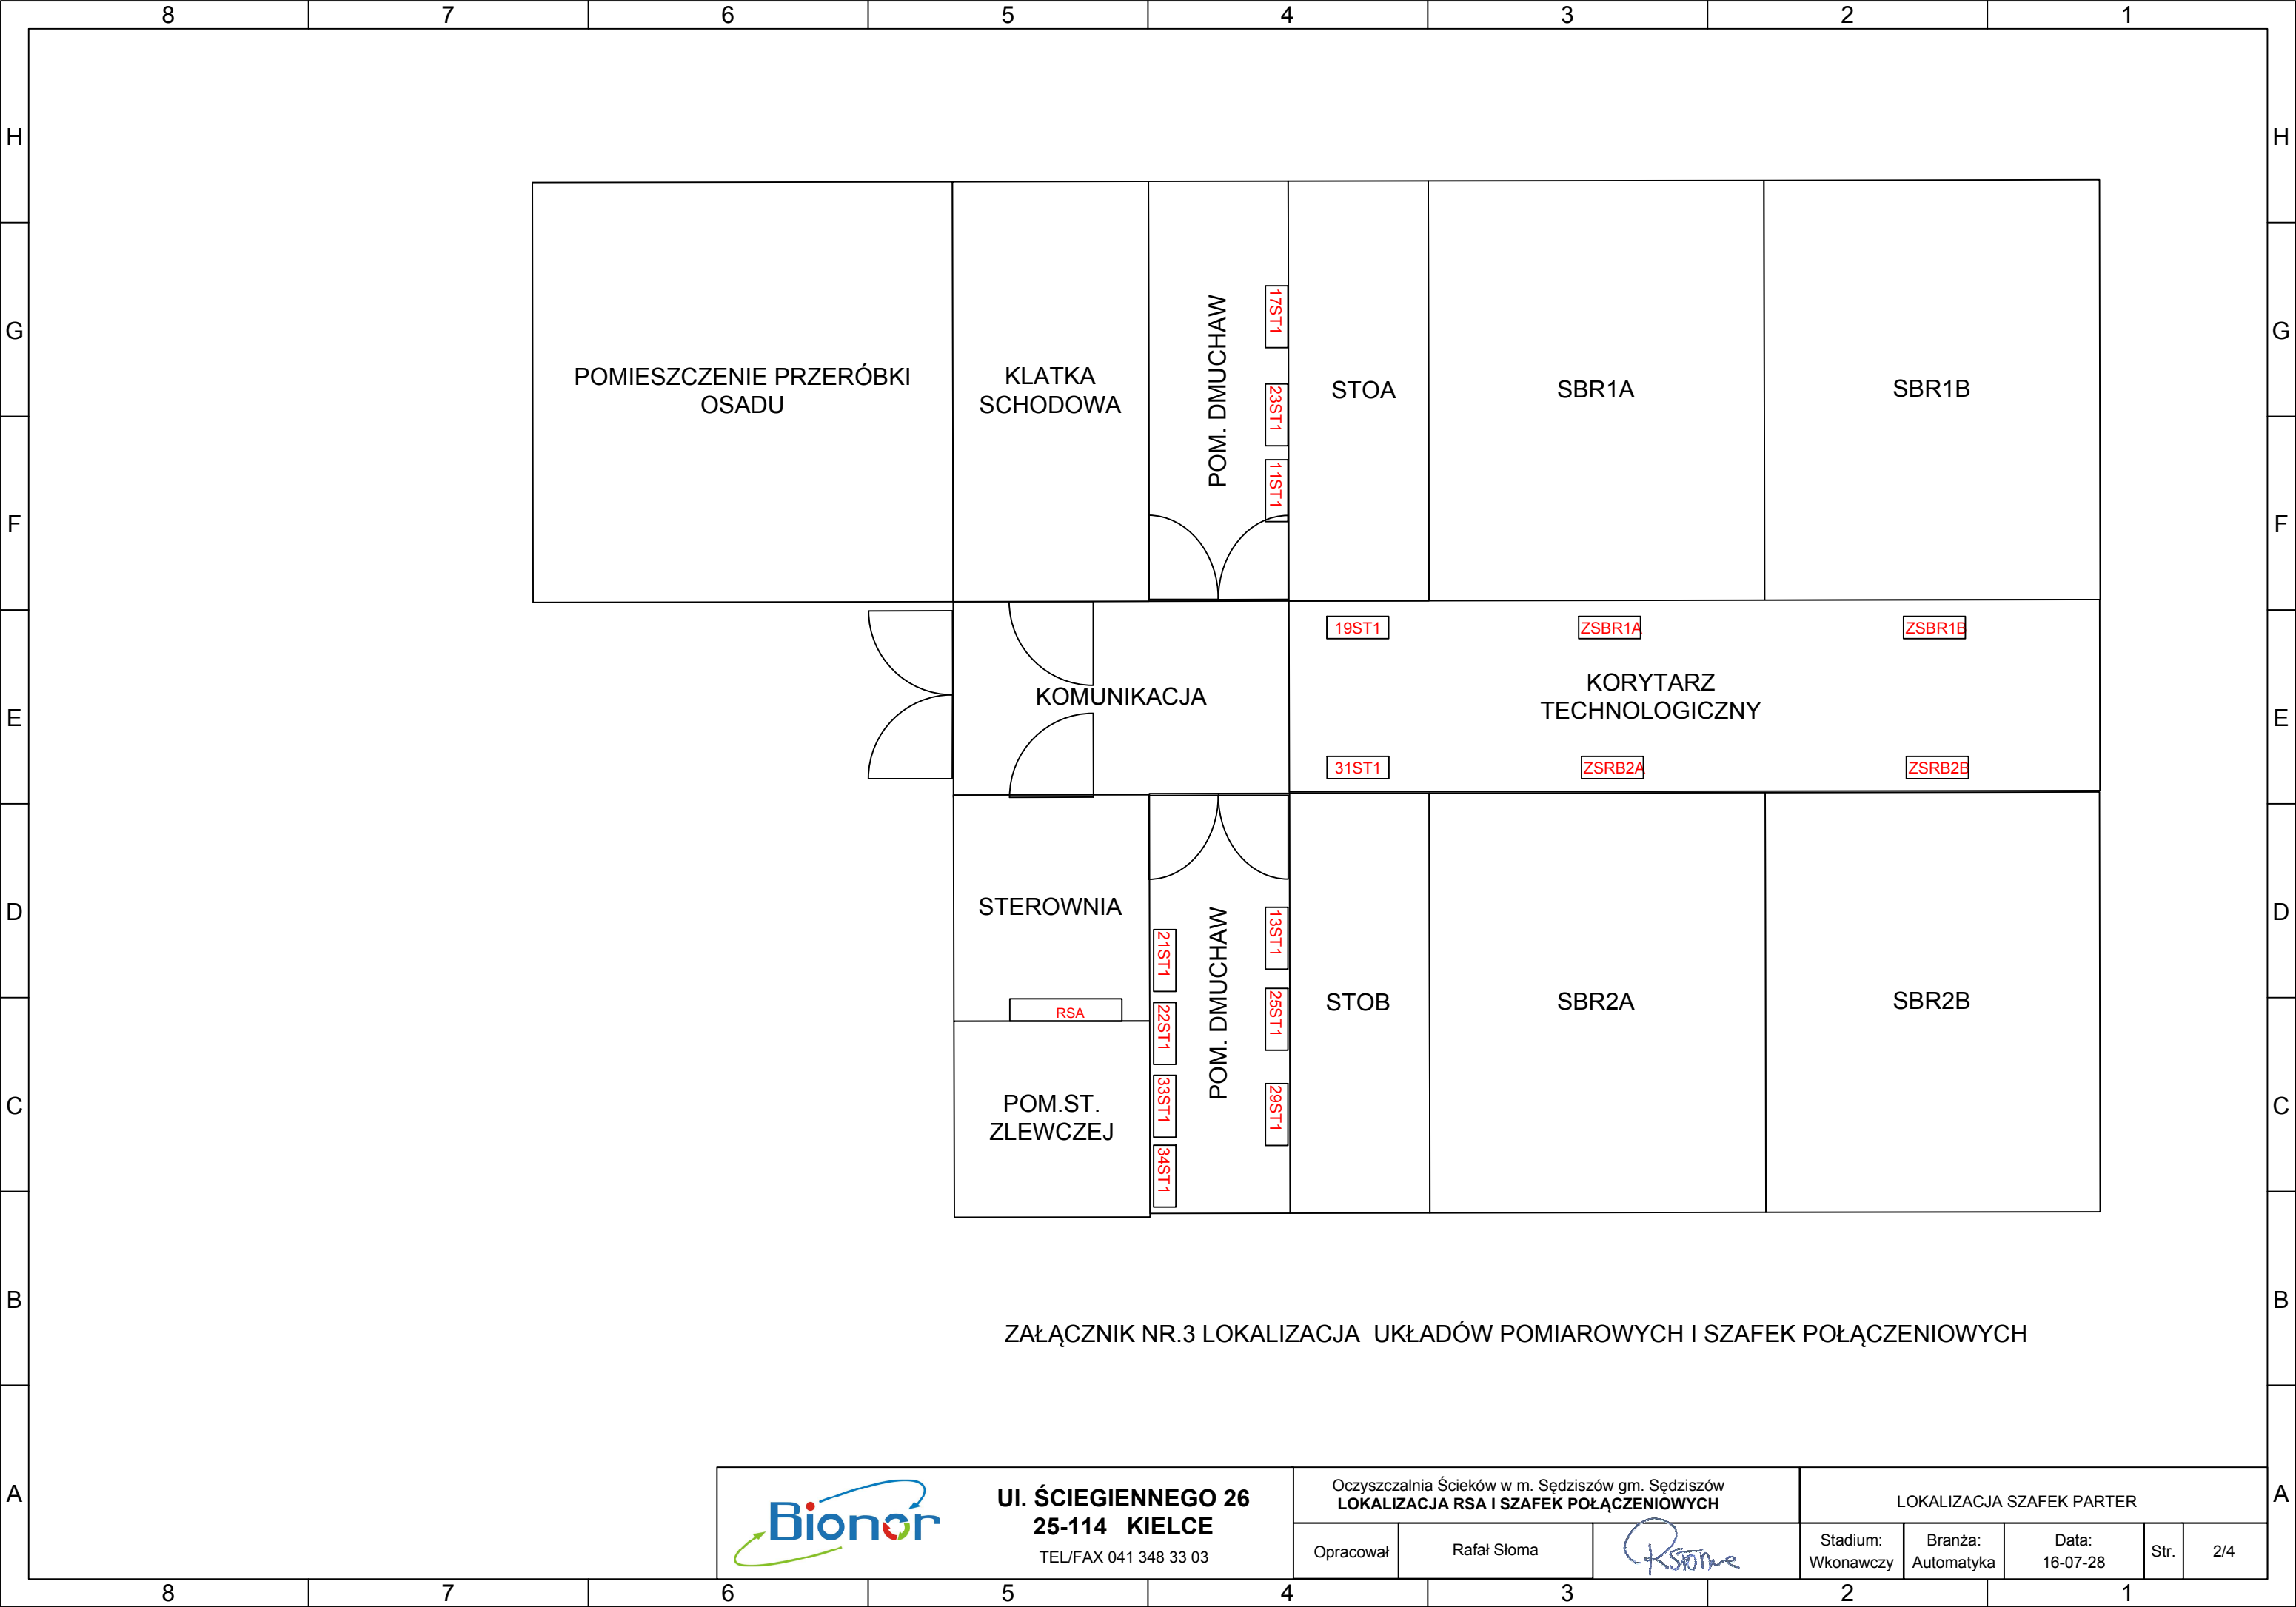 8 7 6 5 4 3 2 1
H H
G G
F F
E E
D D
C C
B B
A A
POMIESZCZENIE PRZERÓBKI
OSADU
KLATKA
SCHODOWA
POM. DMUCHAW
17ST1
23ST1
11ST1
STOA
SBR1A
SBR1B
KOMUNIKACJA
19ST1
ZSBR1A
ZSBR1B
KORYTARZ
TECHNOLOGICZNY
31ST1
ZSRB2A
ZSRB2B
STEROWNIA
RSA
POM.ST.
ZLEWCZEJ
21ST1
22ST1
33ST1
34ST1
POM. DMUCHAW
13ST1
25ST1
29ST1
STOB
SBR2A
SBR2B
ZAŁĄCZNIK NR.3 LOKALIZACJA UKŁADÓW POMIAROWYCH I SZAFEK POŁĄCZENIOWYCH
Bionor
Ul. ŚCIEGIENNEGO 26
25-114 KIELCE
TEL/FAX 041 348 33 03
Oczyszczalnia Ścieków w m. Sędziszów gm. Sędziszów
LOKALIZACJA RSA I SZAFEK POŁĄCZENIOWYCH
Opracował
Rafał Słoma
LOKALIZACJA SZAFEK PARTER
Stadium:
Wkonawczy
Branża:
Automatyka
Data:
16-07-28
Str.
2/4
8 7 6 5 4 3 2 1